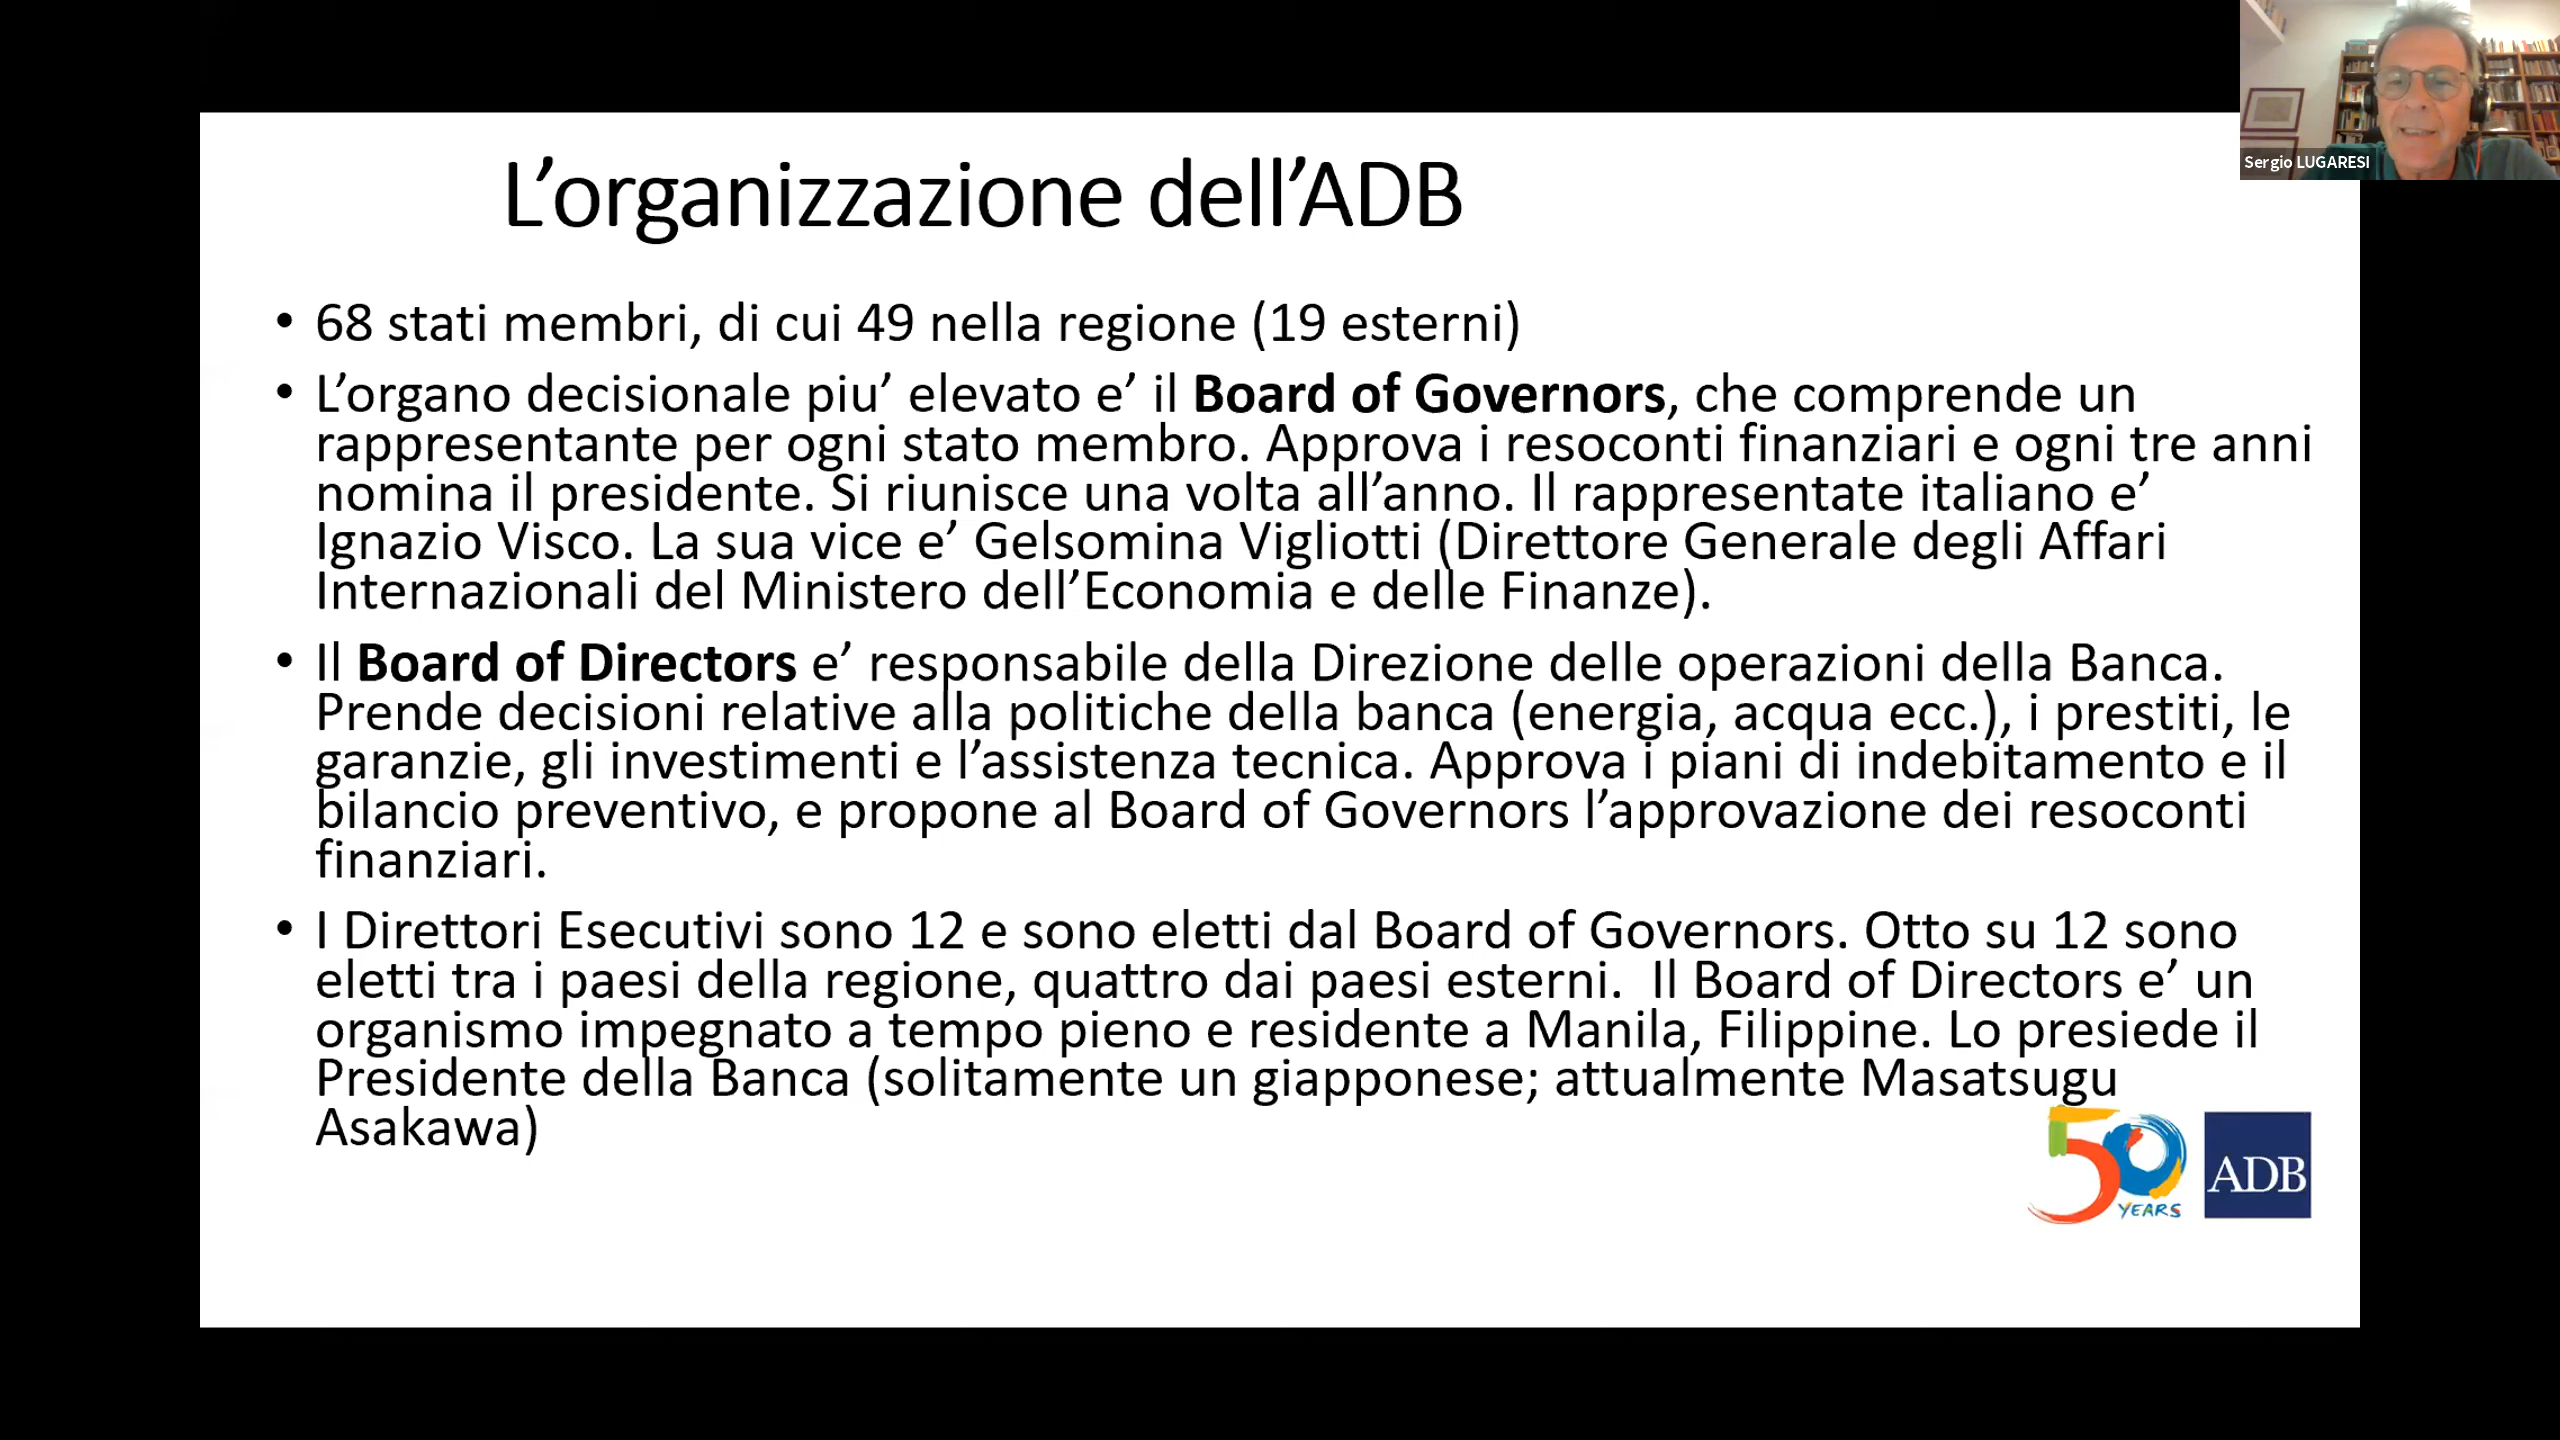 Sergio LUGARESI
L’organizzazione dell’ADB
• 68 stati membri, di cui 49 nella regione (19 esterni)
• L’organo decisionale piu’ elevato e’ il Board of Governors, che comprende un
rappresentante per ogni stato membro. Approva i resoconti finanziari e ogni tre anni
nomina il presidente. Si riunisce una volta all’anno. Il rappresentate italiano e’
Ignazio Visco. La sua vice e’ Gelsomina Vigliotti (Direttore Generale degli Affari
Internazionali del Ministero dell’Economia e delle Finanze).
• Il Board of Directors e’ responsabile della Direzione delle operazioni della Banca.
Prende decisioni relative alla politiche della banca (energia, acqua ecc.), i prestiti, le
garanzie, gli investimenti e l’assistenza tecnica. Approva i piani di indebitamento e il
bilancio preventivo, e propone al Board of Governors l’approvazione dei resoconti
finanziari.
• I Direttori Esecutivi sono 12 e sono eletti dal Board of Governors. Otto su 12 sono
eletti tra i paesi della regione, quattro dai paesi esterni.  Il Board of Directors e’ un
organismo impegnato a tempo pieno e residente a Manila, Filippine. Lo presiede il
Presidente della Banca (solitamente un giapponese; attualmente Masatsugu
Asakawa)
50 YEARS
ADB